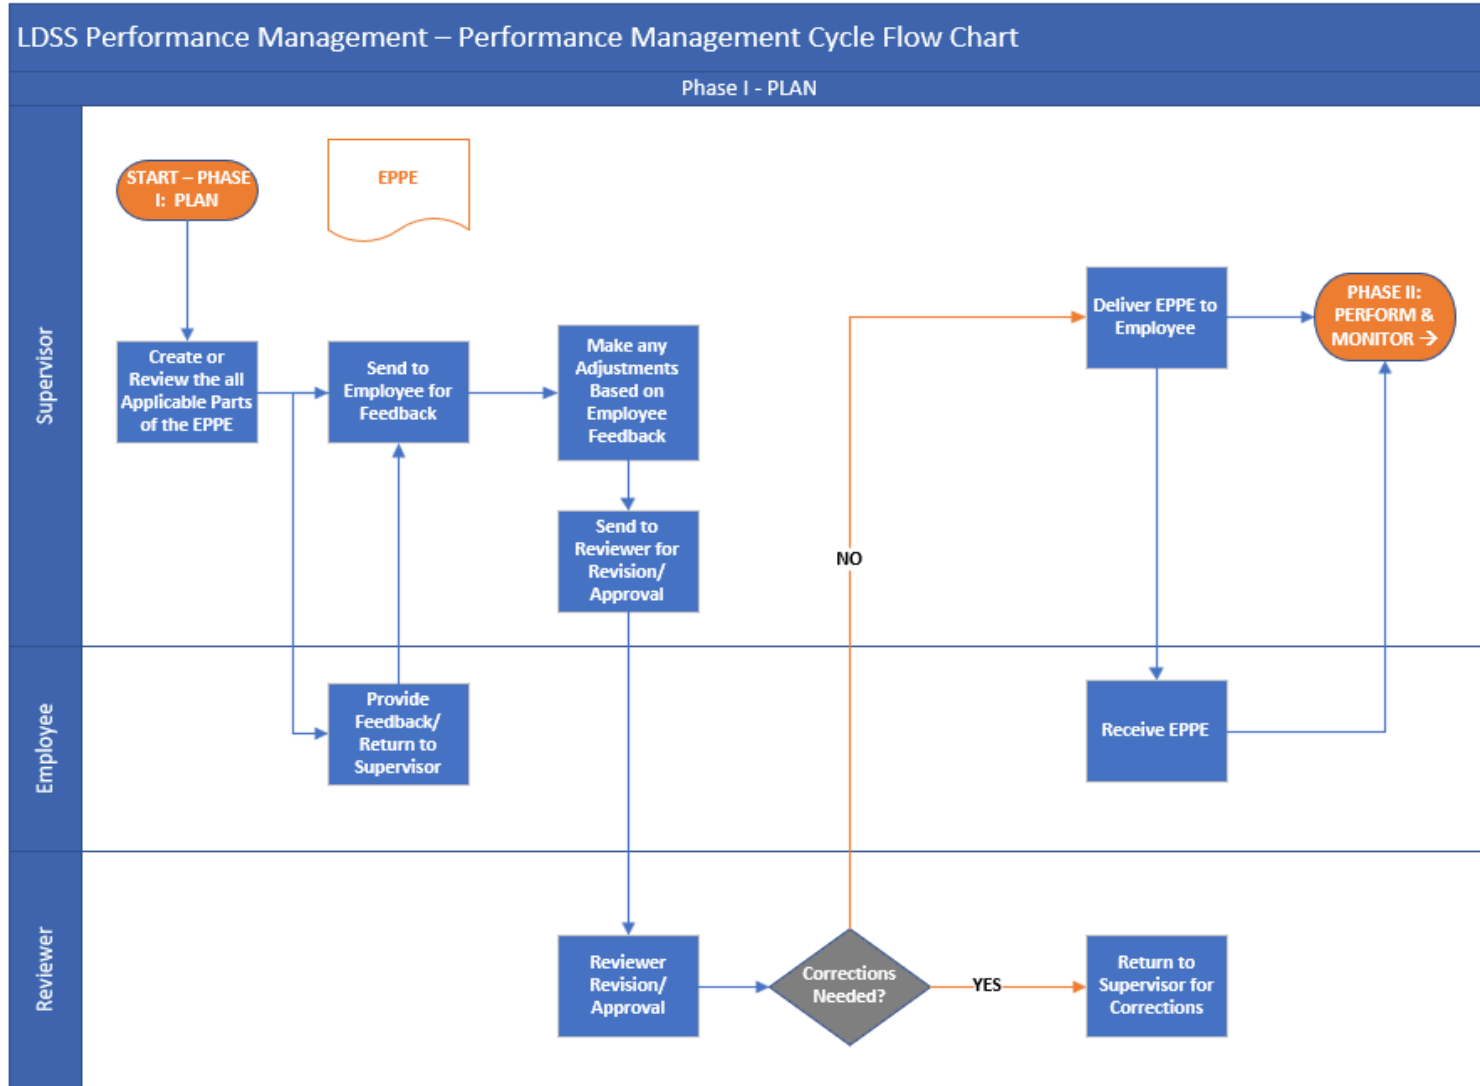 LDSS Performance Management – Performance Management Cycle Flow Chart
Phase I - PLAN
Supervisor
START – PHASE
I: PLAN
EPPE
Create or
Review the all
Applicable Parts
of the EPPE
Send to
Employee for
Feedback
Make any
Adjustments
Based on
Employee
Feedback
Send to
Reviewer for
Revision/
Approval
NO
Deliver EPPE to
Employee
PHASE II:
PERFORM &
MONITOR →
Employee
Provide
Feedback/
Return to
Supervisor
Receive EPPE
Reviewer
Reviewer
Revision/
Approval
Corrections
Needed?
YES
Return to
Supervisor for
Corrections